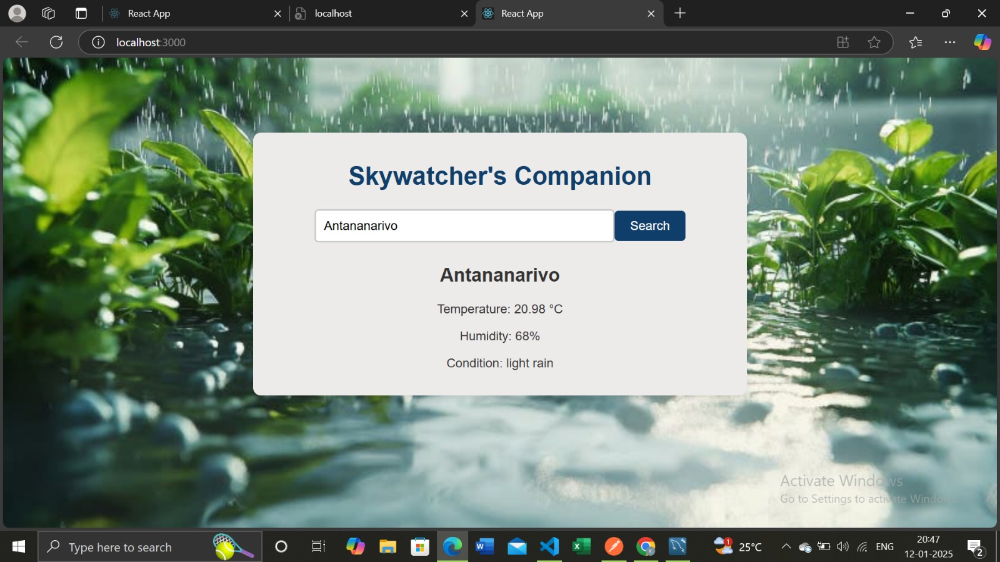 React App
localhost
React App
localhost:3000
Skywatcher's Companion
Antananarivo
Search
Antananarivo
Temperature: 20.98 °C
Humidity: 68%
Condition: light rain
Activate Windows
Go to Settings to activate Windows.
Type here to search
25°C
ENG
20:47
12-01-2025
2